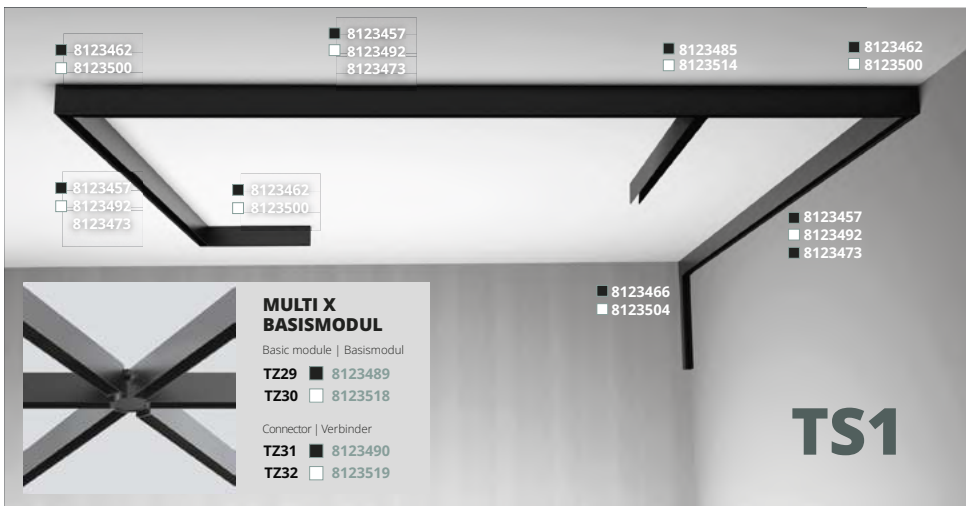 8123462
8123500
8123457
8123492
8123473
8123485
8123514
8123462
8123500
8123457
8123492
8123473
8123462
8123500
8123457
8123492
8123473
8123466
8123504
MULTI X
BASISMODUL
Basic module | Basismodul
TZ29 8123489
TZ30 8123518
Connector | Verbinder
TZ31 8123490
TZ32 8123519
TS1